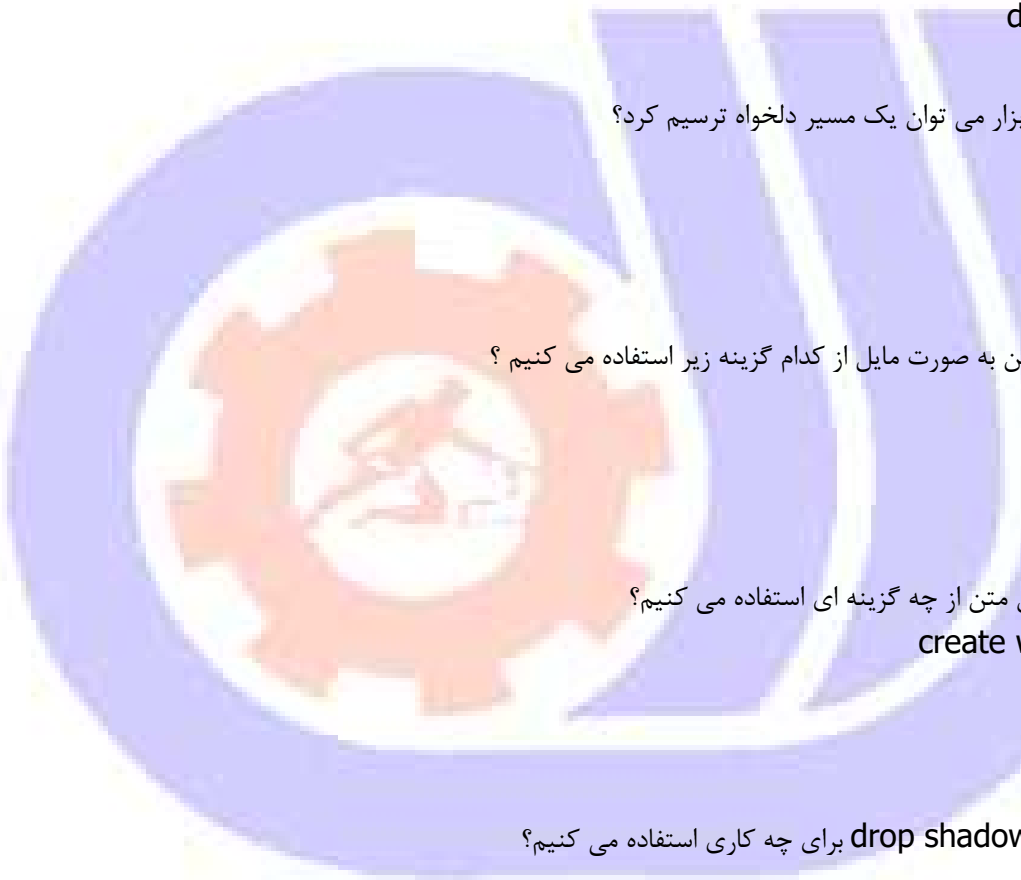 می توان یک مسیر دلخواه ترسیم کرد؟
به صورت مایل از کدام گزینه زیر استفاده می کنیم ؟
متن از چه گزینه ای استفاده می کنیم؟
create
drop shadow برای چه کاری استفاده می کنیم؟